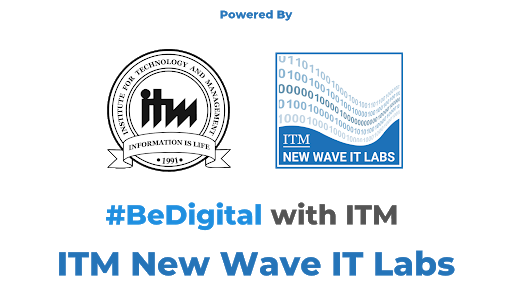 Powered By
INSTITUTE FOR TECHNOLOGY AND MANAGEMENT
itm
INFORMATION IS LIFE
• 1991 •
ITM
NEW WAVE IT LABS
#BeDigital with ITM
ITM New Wave IT Labs